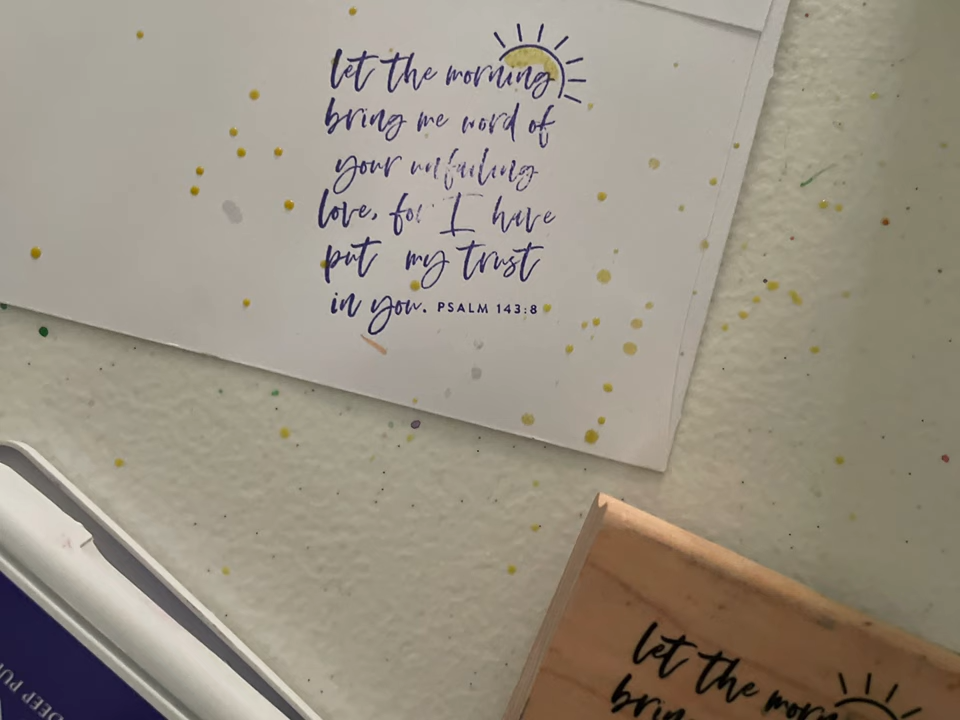 let the morning
bring me word of
your unfailing
love, for I have
put my trust
in you. PSALM 143:8
let the morn
brin
DEEP PU